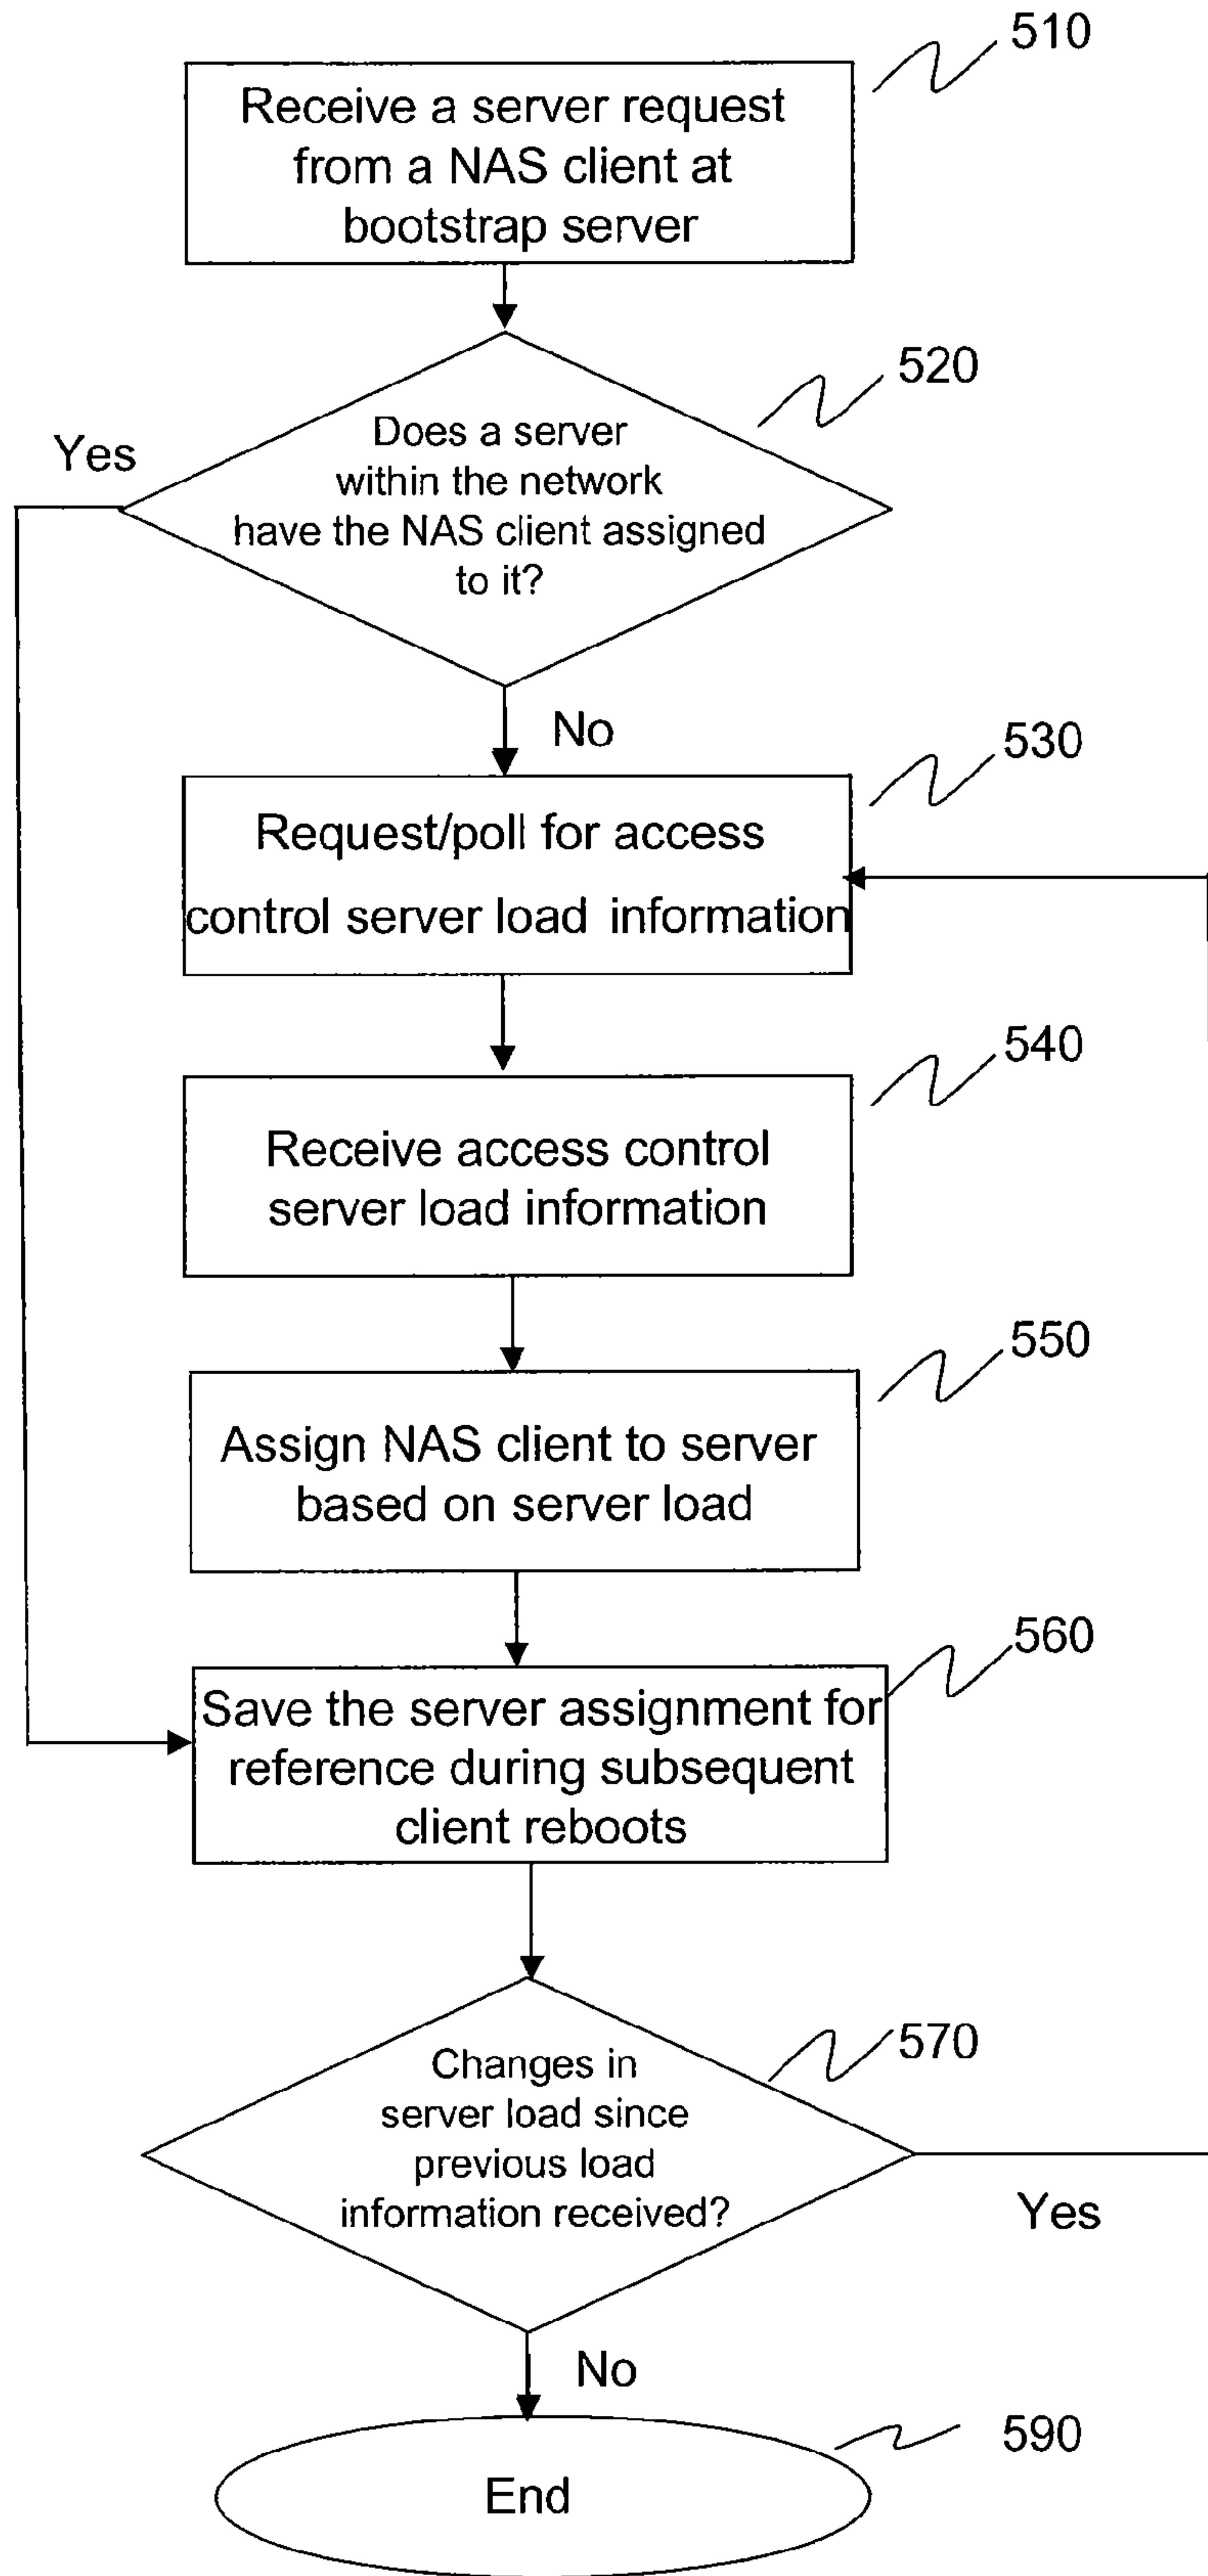 510
Receive a server request
from a NAS client at
bootstrap server
520
Yes
Does a server
within the network
have the NAS client assigned
to it?
No
530
Request/poll for access
control server load information
540
Receive access control
server load information
550
Assign NAS client to server
based on server load
560
Save the server assignment for
reference during subsequent
client reboots
570
Changes in
server load since
previous load
information received?
Yes
No
590
End